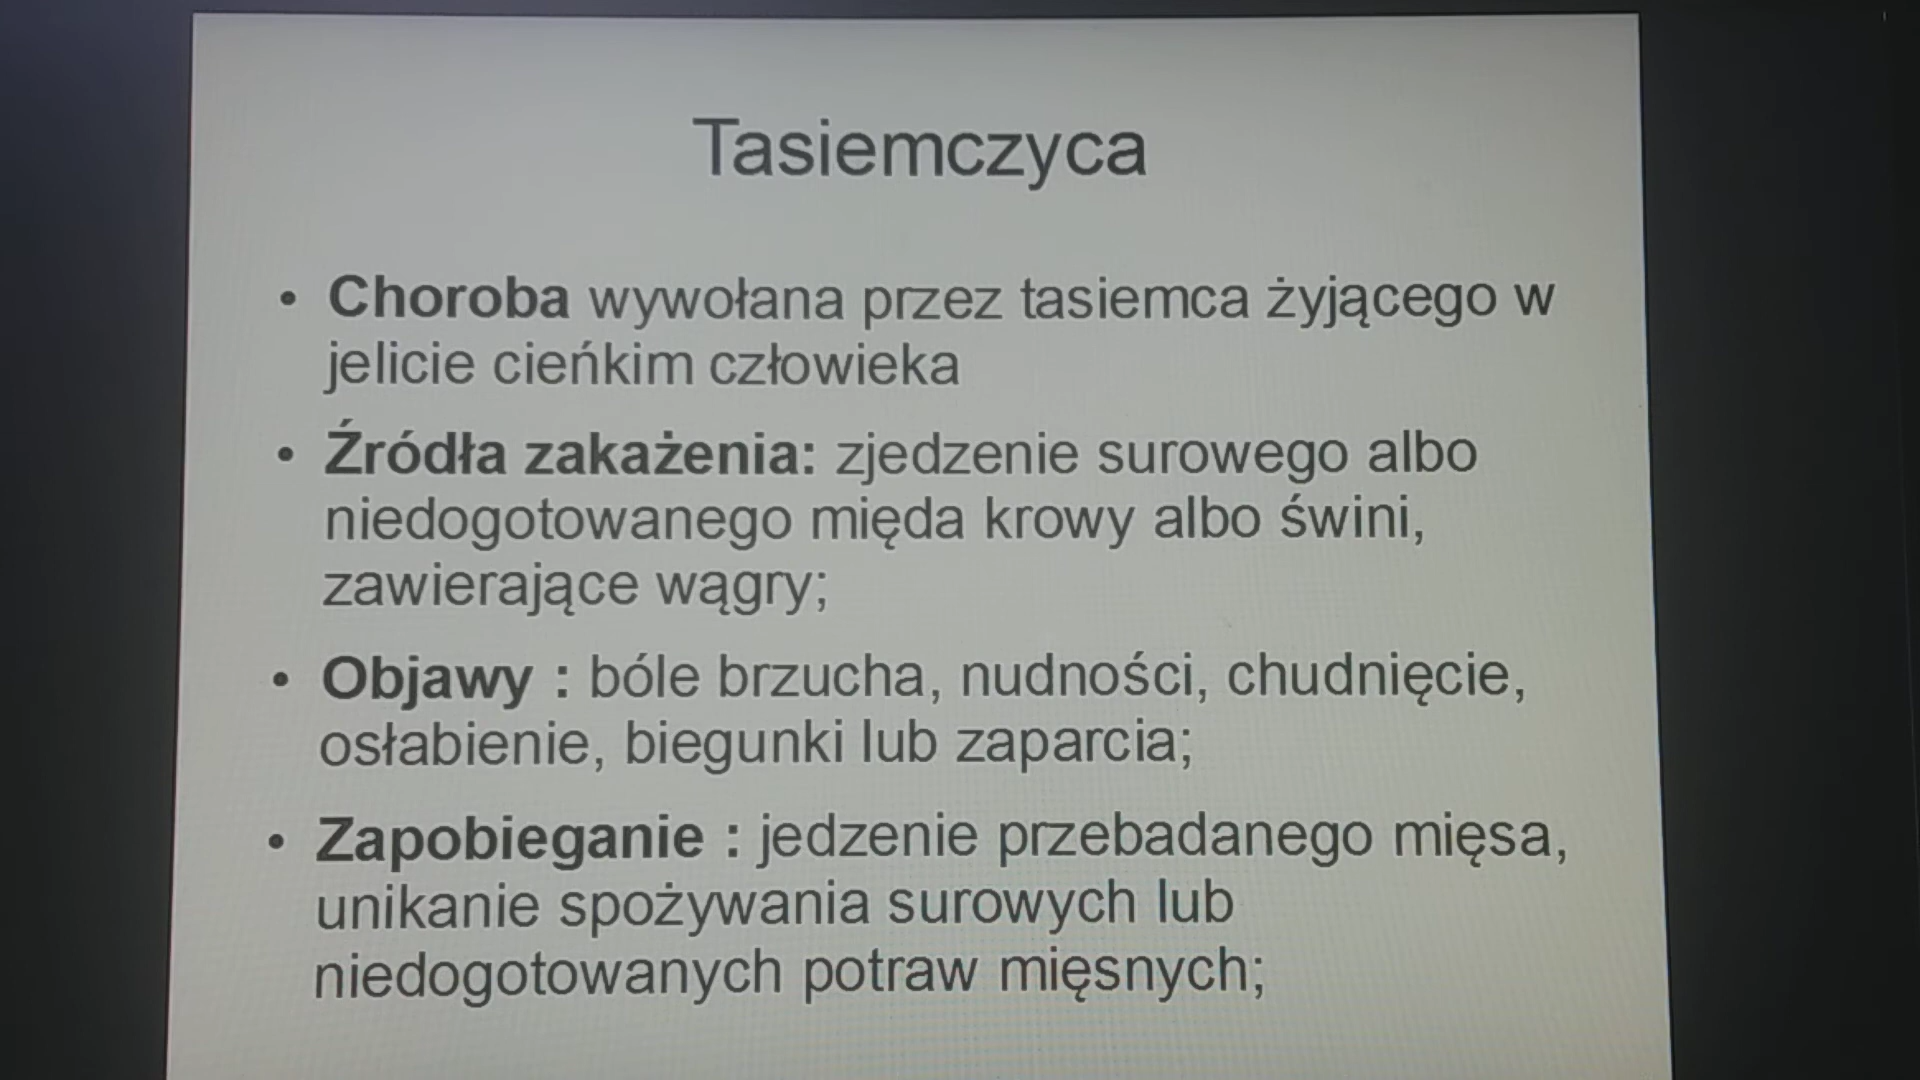 Tasiemczyca
• Choroba wywołana przez tasiemca żyjącego w
jelicie cieńkim człowieka
• Źródła zakażenia: zjedzenie surowego albo
niedogotowanego międa krowy albo świni,
zawierające wągry;
• Objawy : bóle brzucha, nudności, chudnięcie,
osłabienie, biegunki lub zaparcia;
• Zapobieganie : jedzenie przebadanego mięsa,
unikanie spożywania surowych lub
niedogotowanych potraw mięsnych;